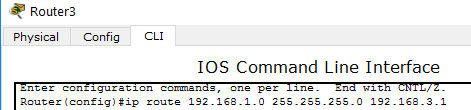 Router3
Physical Config CLI
IOS Command Line Interface
Enter configuration commands, one per line.  End with CNTL/Z.
Router(config)#ip route 192.168.1.0 255.255.255.0 192.168.3.1